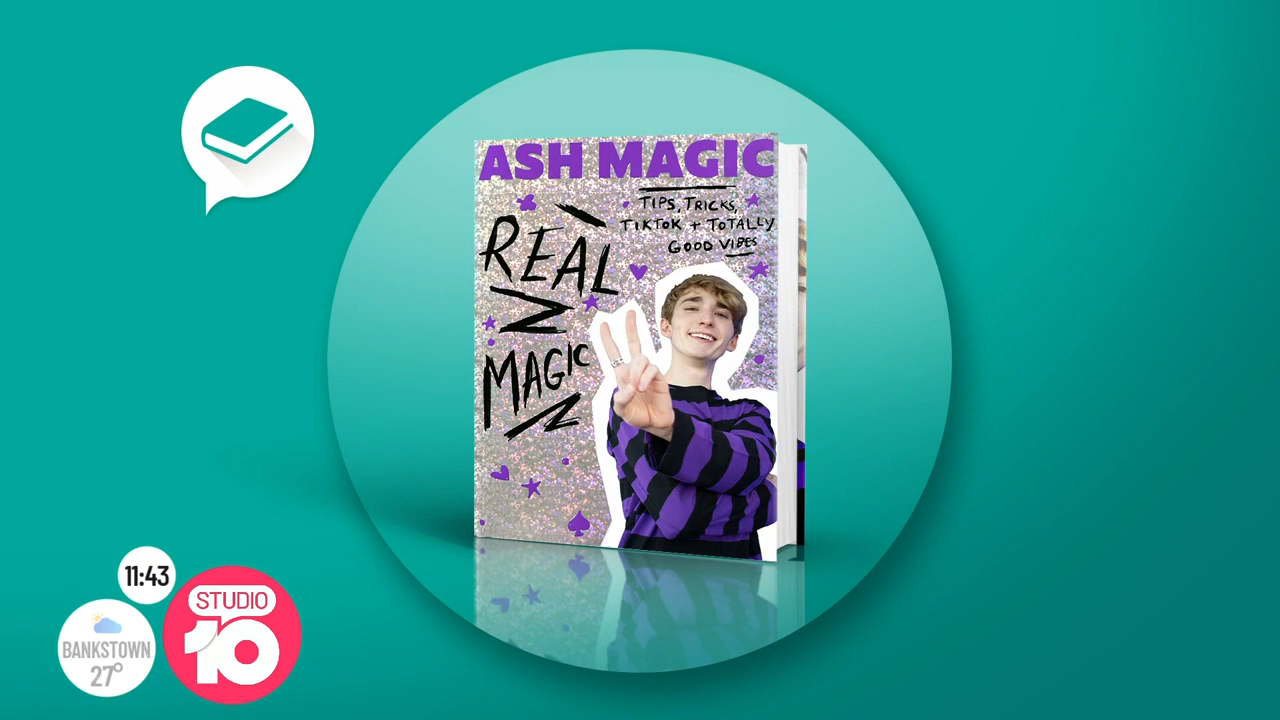 ASH MAGIC
TIPS, TRICKS,
TIKTOK + TOTALLY
GOOD VIBES
REAL
MAGIC
11:43
STUDIO
10
BANKSTOWN
27°